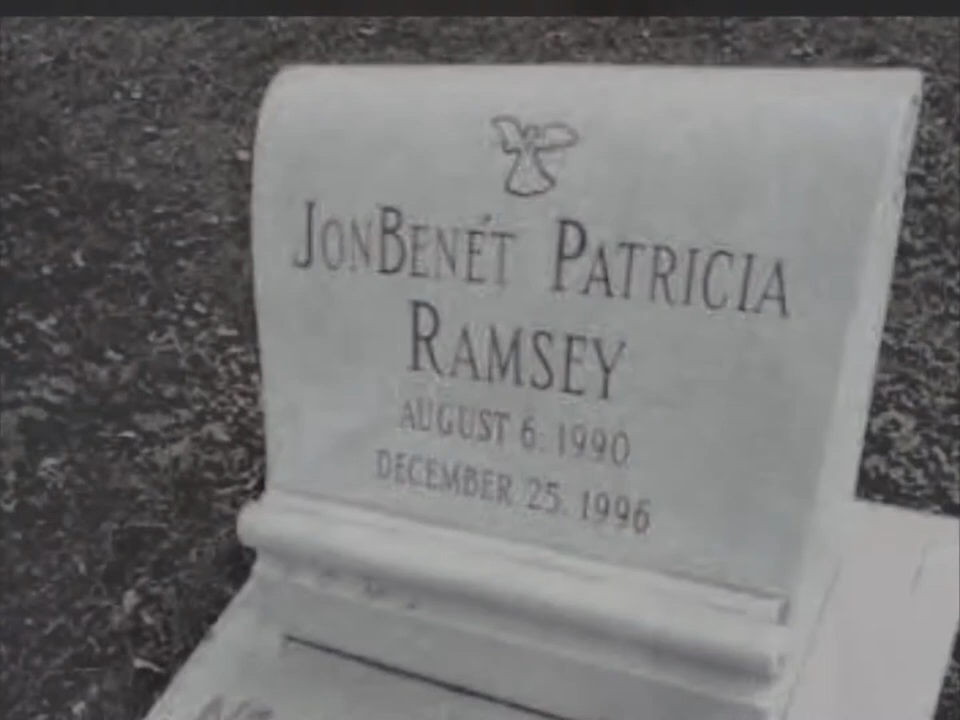 JonBenét Patricia
Ramsey
August 6, 1990
December 25, 1996